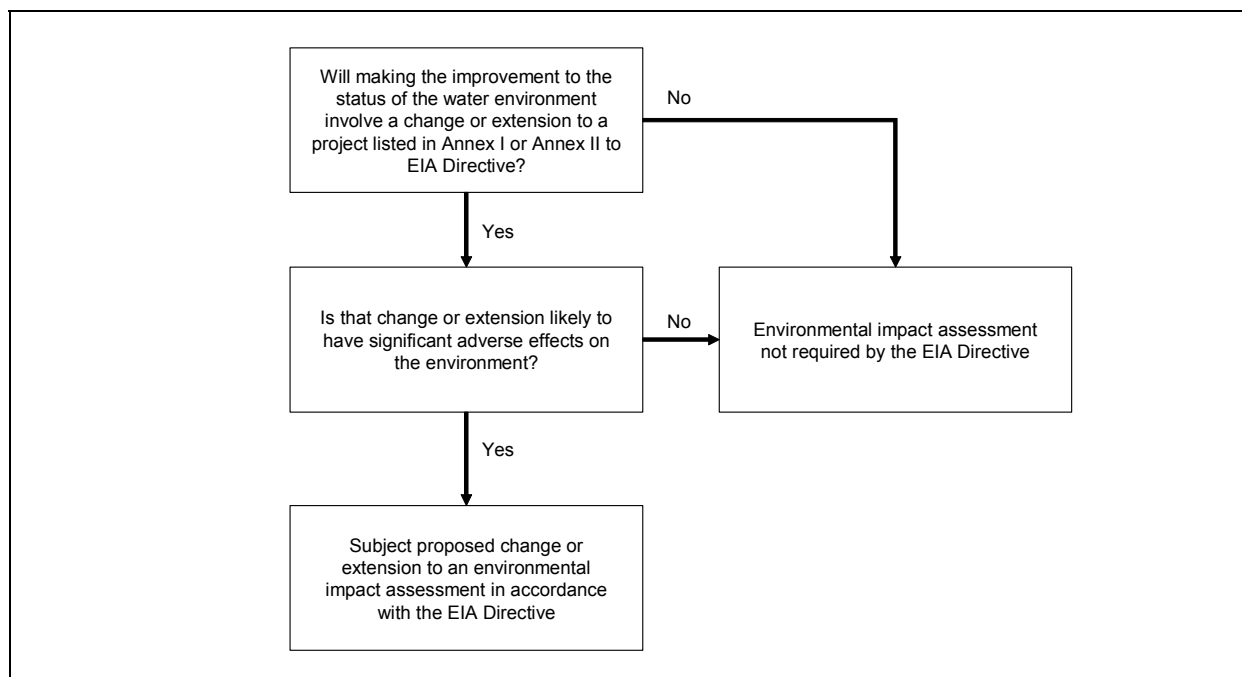 Will making the improvement to the
status of the water environment
involve a change or extension to a
project listed in Annex I or Annex II to
EIA Directive?
No
Yes
Is that change or extension likely to
have significant adverse effects on
the environment?
No
Environmental impact assessment
not required by the EIA Directive
Yes
Subject proposed change or
extension to an environmental
impact assessment in accordance
with the EIA Directive